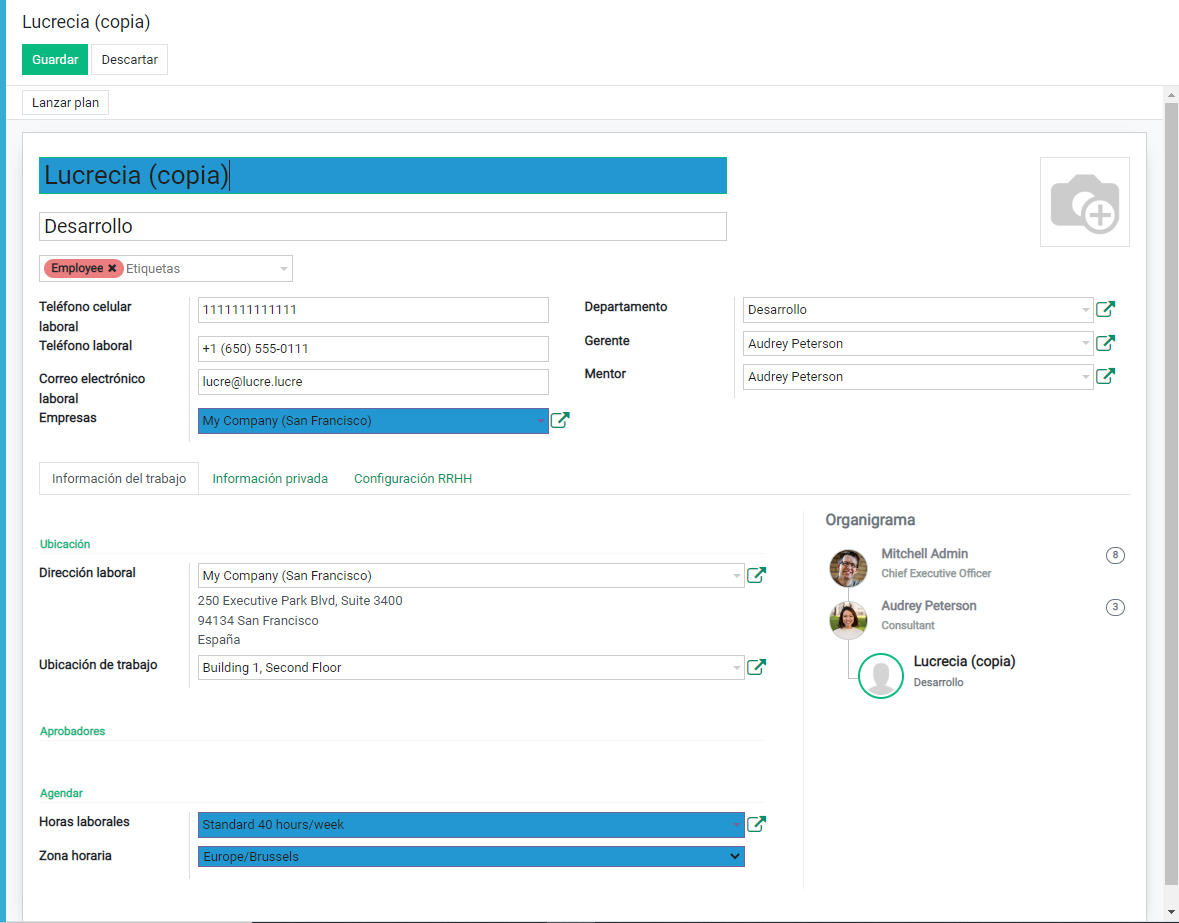 Lucrecia (copia)
Guardar Descartar
Lanzar plan
Lucrecia (copia)
Desarrollo
Employee × Etiquetas
Teléfono celular laboral 1111111111111
Teléfono laboral +1 (650) 555-0111
Correo electrónico laboral lucre@lucre.lucre
Empresas My Company (San Francisco)
Departamento Desarrollo
Gerente Audrey Peterson
Mentor Audrey Peterson
Información del trabajo Información privada Configuración RRHH
Ubicación
Dirección laboral My Company (San Francisco)
250 Executive Park Blvd, Suite 3400
94134 San Francisco
España
Ubicación de trabajo Building 1, Second Floor
Aprobadores
Agendar
Horas laborales Standard 40 hours/week
Zona horaria Europe/Brussels
Organigrama
Mitchell Admin 8
Chief Executive Officer
Audrey Peterson 3
Consultant
Lucrecia (copia)
Desarrollo